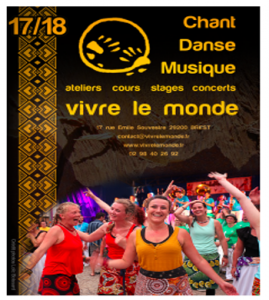 17/18
Chant
Danse
Musique
ateliers cours stages concerts
vivre le monde
17 rue Emile Souvestre 29200 BREST
contact@vivrelemonde.fr
www.vivrelemonde.fr
02 98 40 28 92